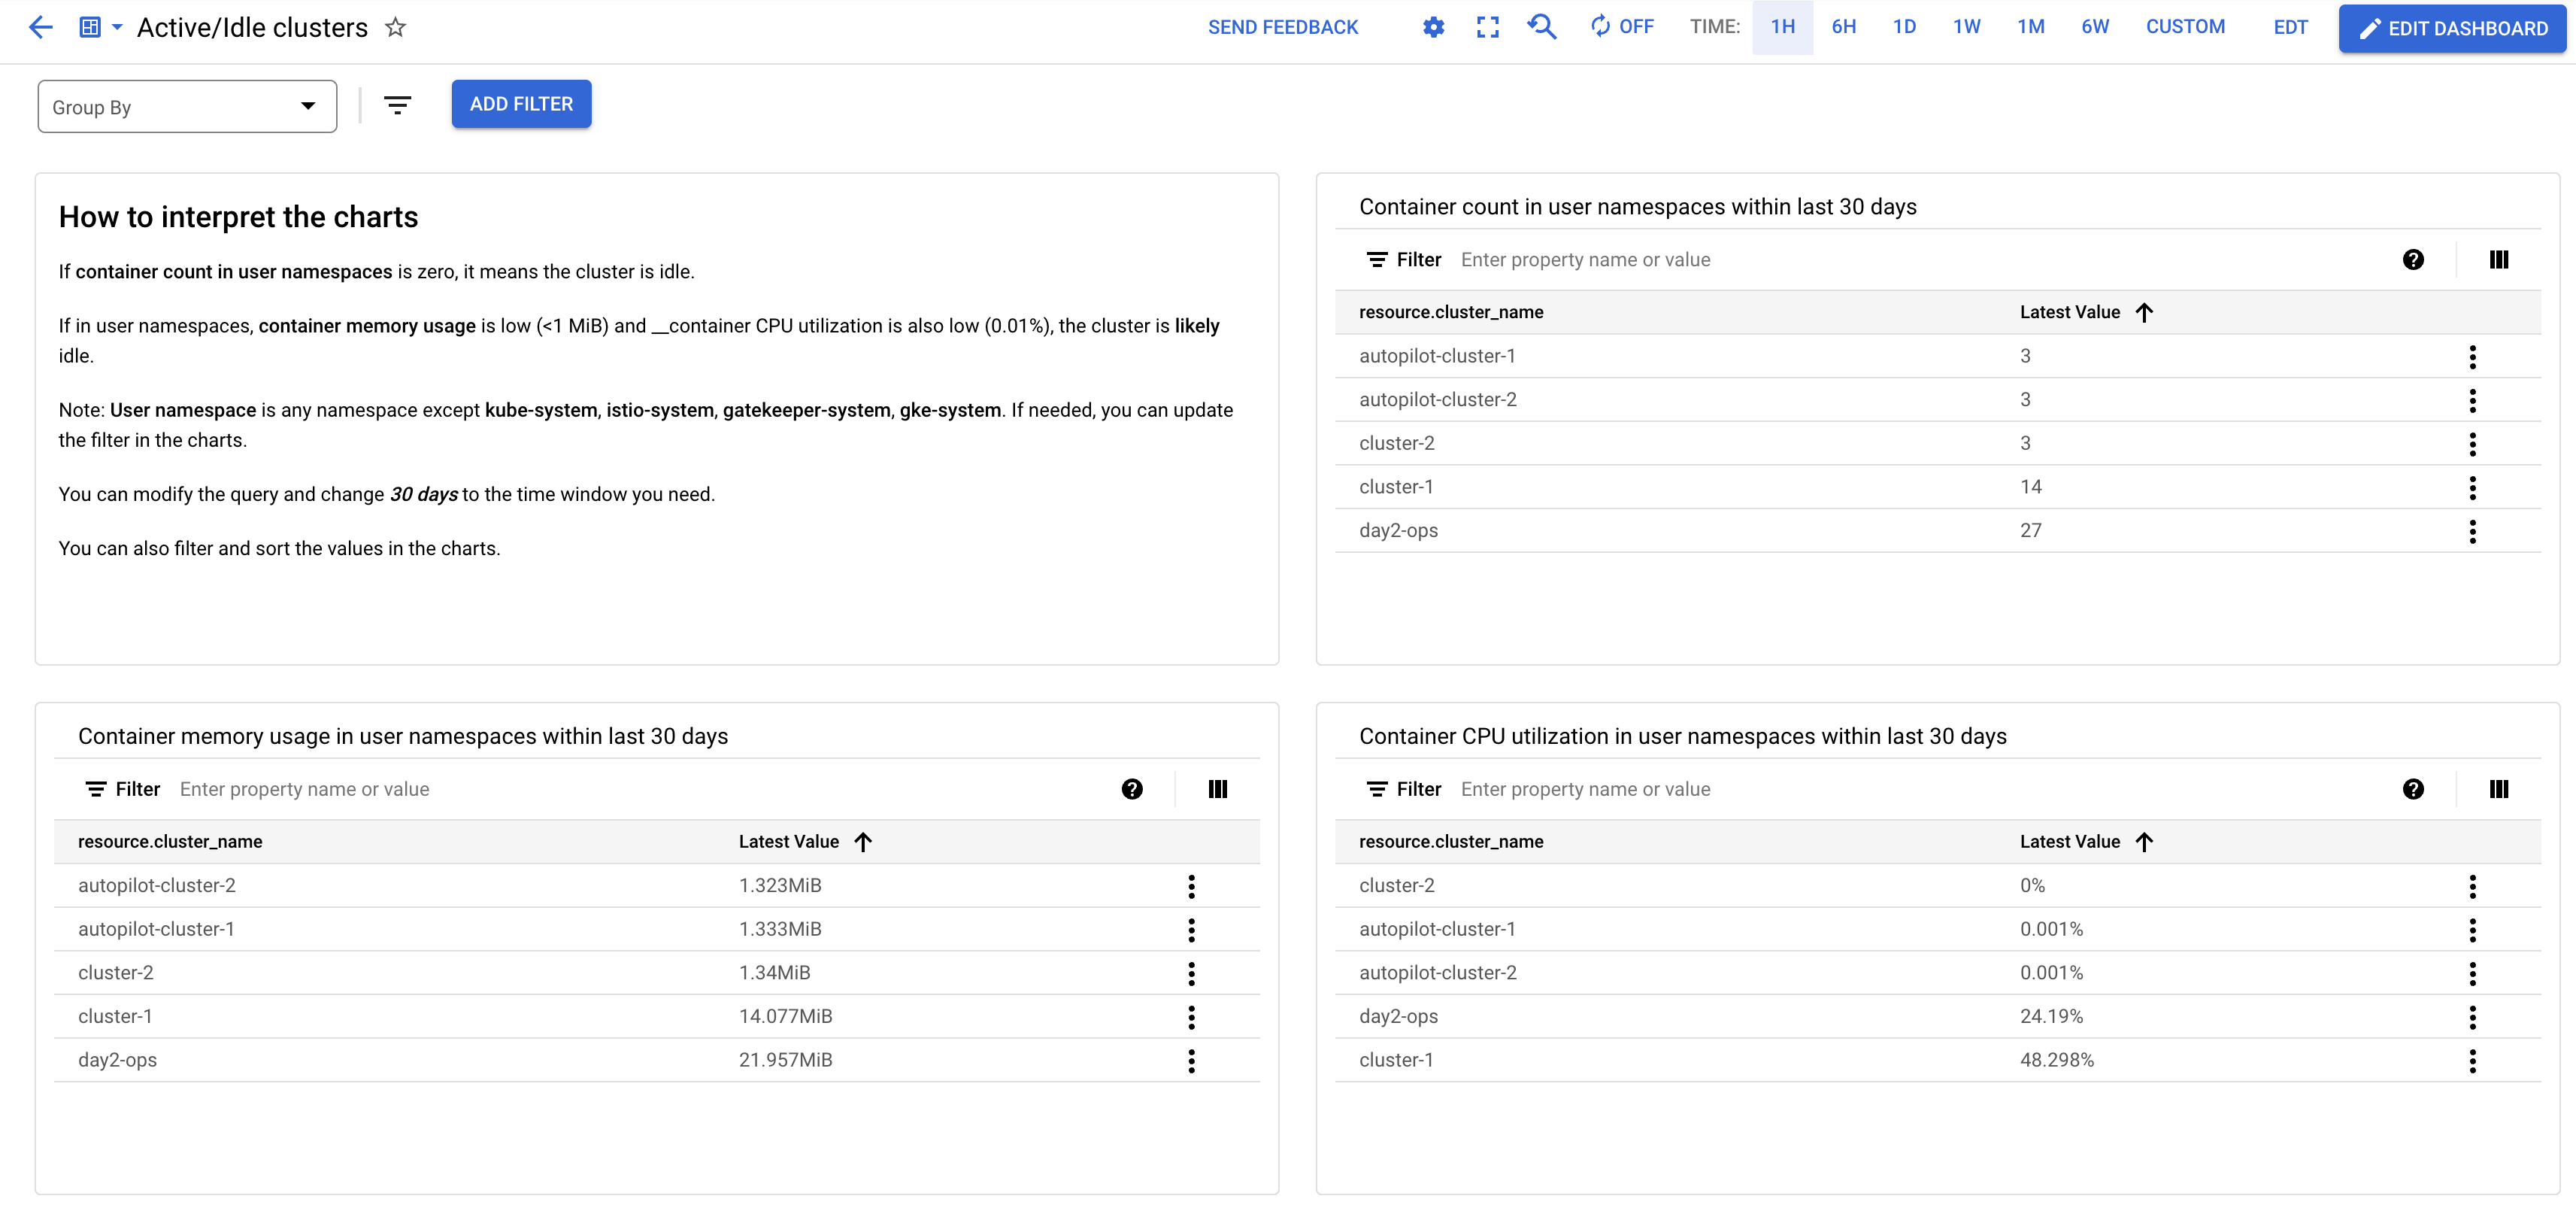 Active/Idle clusters
SEND FEEDBACK
OFF
TIME:
1H
6H
1D
1W
1M
6W
CUSTOM
EDT
EDIT DASHBOARD
Group By
ADD FILTER
How to interpret the charts
If container count in user namespaces is zero, it means the cluster is idle.
If in user namespaces, container memory usage is low (<1 MiB) and __container CPU utilization is also low (0.01%), the cluster is likely
idle.
Note: User namespace is any namespace except kube-system, istio-system, gatekeeper-system, gke-system. If needed, you can update
the filter in the charts.
You can modify the query and change 30 days to the time window you need.
You can also filter and sort the values in the charts.
Container count in user namespaces within last 30 days
Filter Enter property name or value
resource.cluster_name Latest Value
autopilot-cluster-1 3
autopilot-cluster-2 3
cluster-2 3
cluster-1 14
day2-ops 27
Container memory usage in user namespaces within last 30 days
Filter Enter property name or value
resource.cluster_name Latest Value
autopilot-cluster-2 1.323MiB
autopilot-cluster-1 1.333MiB
cluster-2 1.34MiB
cluster-1 14.077MiB
day2-ops 21.957MiB
Container CPU utilization in user namespaces within last 30 days
Filter Enter property name or value
resource.cluster_name Latest Value
cluster-2 0%
autopilot-cluster-1 0.001%
autopilot-cluster-2 0.001%
day2-ops 24.19%
cluster-1 48.298%